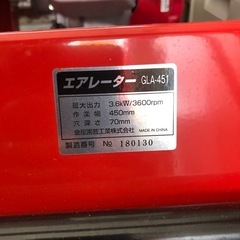 エアレーター GLA-451
最大出力 3.6kW/3600rpm
作業幅 450mm
穴深さ 70mm
MADE IN CHINA
製造番号 No 180130